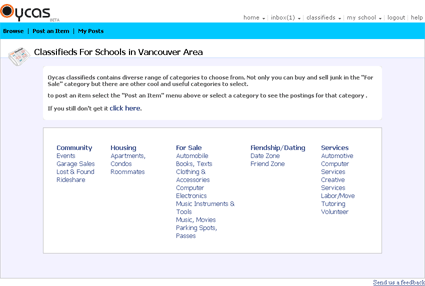 Oycas
BETA
home inbox(1) classifieds my school logout help
Browse | Post an Item | My Posts
Classifieds For Schools in Vancouver Area
Oycas classifieds contains diverse range of categories to choose from. Not only you can buy and sell junk in the "For
Sale" category but there are other cool and useful categories to select.
to post an item select the "Post an Item" menu above or select a category to see the postings for that category .
If you still don't get it click here.
Community
Events
Garage Sales
Lost & Found
Rideshare
Housing
Apartments,
Condos
Roommates
For Sale
Automobile
Books, Texts
Clothing &
Accessories
Computer
Electronics
Music Instruments &
Tools
Music, Movies
Parking Spots,
Passes
Fiendship/Dating
Date Zone
Friend Zone
Services
Automotive
Computer
Services
Creative
Services
Labor/Move
Tutoring
Volunteer
Send us a feedback